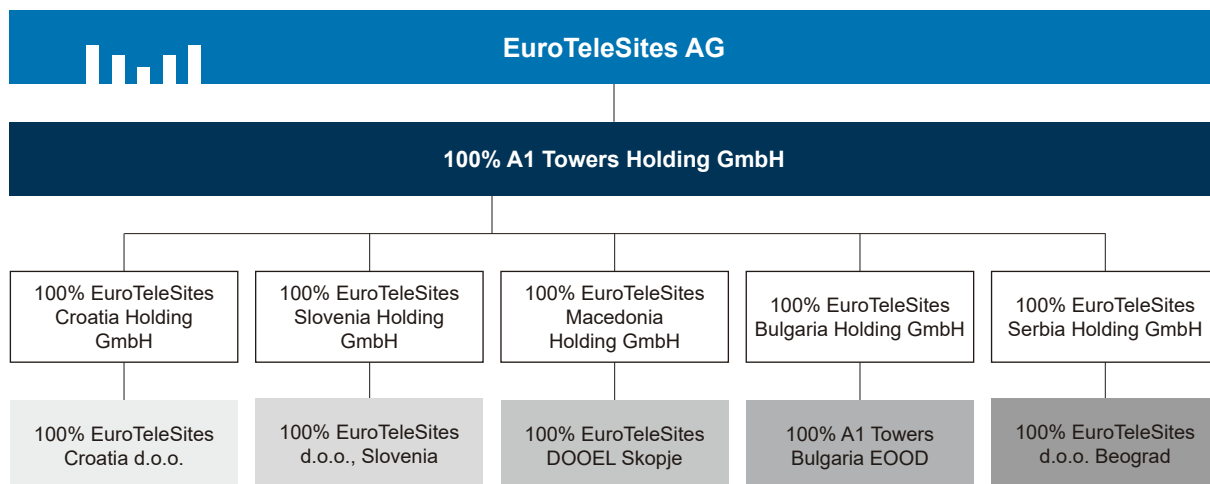 EuroTeleSites AG
100% A1 Towers Holding GmbH
100% EuroTeleSites
Croatia Holding
GmbH
100% EuroTeleSites
Slovenia Holding
GmbH
100% EuroTeleSites
Macedonia
Holding GmbH
100% EuroTeleSites
Bulgaria Holding GmbH
100% EuroTeleSites
Serbia Holding GmbH
100% EuroTeleSites
Croatia d.o.o.
100% EuroTeleSites
d.o.o., Slovenia
100% EuroTeleSites
DOOEL Skopje
100% A1 Towers
Bulgaria EOOD
100% EuroTeleSites
d.o.o. Beograd